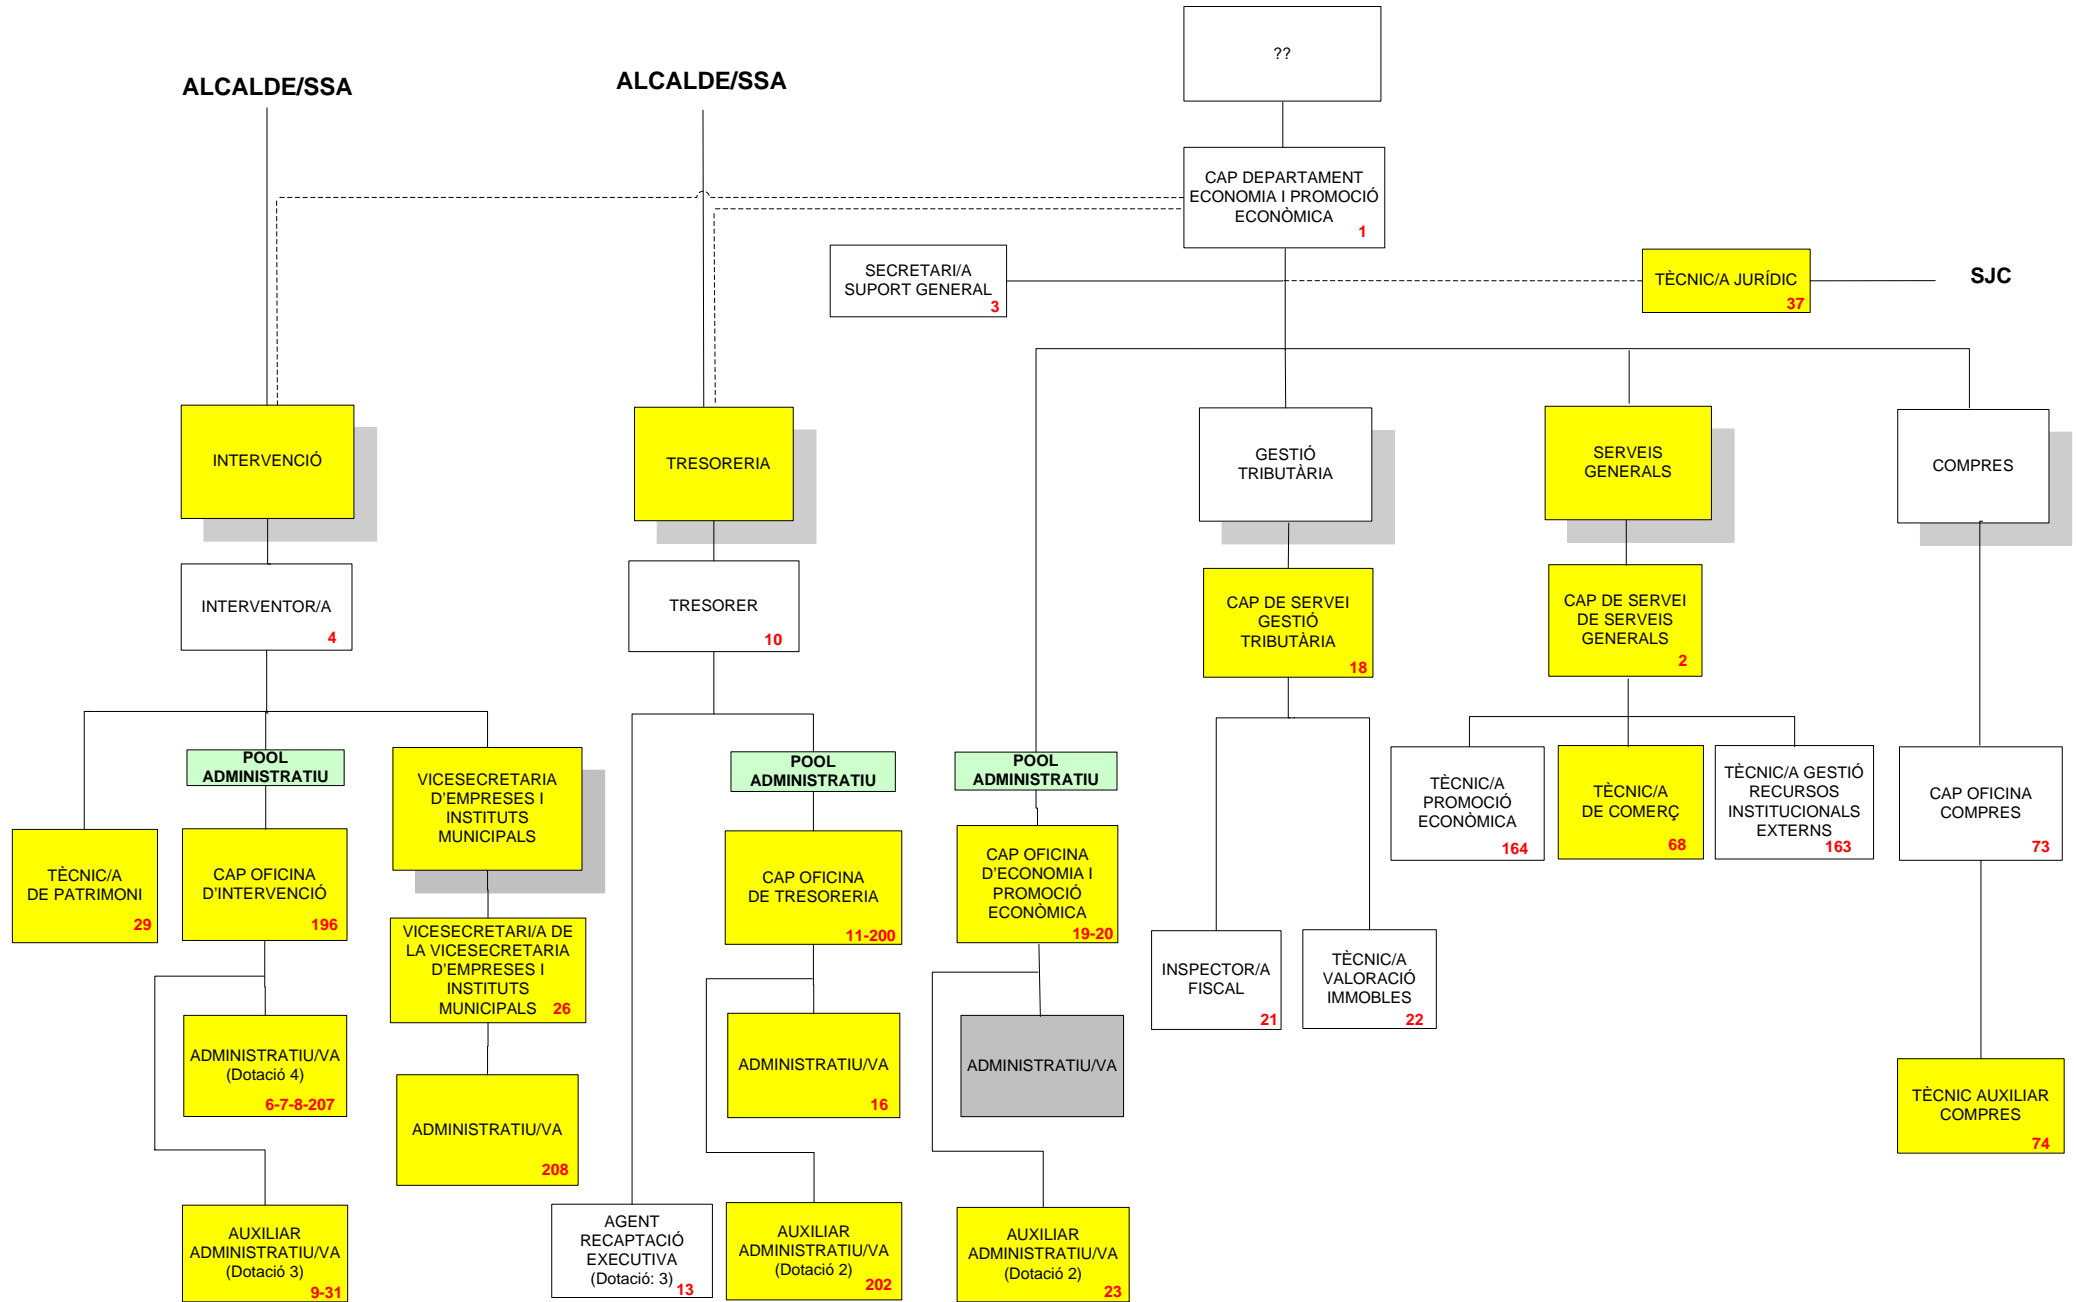 ??
ALCALDE/SSA
ALCALDE/SSA
CAP DEPARTAMENT
ECONOMIA I PROMOCIÓ
ECONÒMICA
1
SECRETARI/A
SUPORT GENERAL
3
TÈCNIC/A JURÍDIC
37
SJC
INTERVENCIÓ
TRESORERIA
GESTIÓ
TRIBUTÀRIA
SERVEIS
GENERALS
COMPRES
INTERVENTOR/A
4
TRESORER
10
CAP DE SERVEI
GESTIÓ
TRIBUTÀRIA
18
CAP DE SERVEI
DE SERVEIS
GENERALS
2
POOL
ADMINISTRATIU
VICESECRETARIA
D'EMPRESES I
INSTITUTS
MUNICIPALS
POOL
ADMINISTRATIU
POOL
ADMINISTRATIU
TÈCNIC/A
PROMOCIÓ
ECONÒMICA
164
TÈCNIC/A
DE COMERÇ
68
TÈCNIC/A GESTIÓ
RECURSOS
INSTITUCIONALS
EXTERNS
163
CAP OFICINA
COMPRES
73
TÈCNIC/A
DE PATRIMONI
29
CAP OFICINA
D'INTERVENCIÓ
196
CAP OFICINA
DE TRESORERIA
11-200
CAP OFICINA
D'ECONOMIA I
PROMOCIÓ
ECONÒMICA
19-20
VICESECRETARI/A DE
LA VICESECRETARIA
D'EMPRESES I
INSTITUTS
MUNICIPALS 26
INSPECTOR/A
FISCAL
21
TÈCNIC/A
VALORACIÓ
IMMOBLES
22
ADMINISTRATIU/VA
(Dotació 4)
6-7-8-207
ADMINISTRATIU/VA
208
ADMINISTRATIU/VA
16
ADMINISTRATIU/VA
TÈCNIC AUXILIAR
COMPRES
74
AUXILIAR
ADMINISTRATIU/VA
(Dotació 3)
9-31
AGENT
RECAPTACIÓ
EXECUTIVA
(Dotació: 3)
13
AUXILIAR
ADMINISTRATIU/VA
(Dotació 2)
202
AUXILIAR
ADMINISTRATIU/VA
(Dotació 2)
23